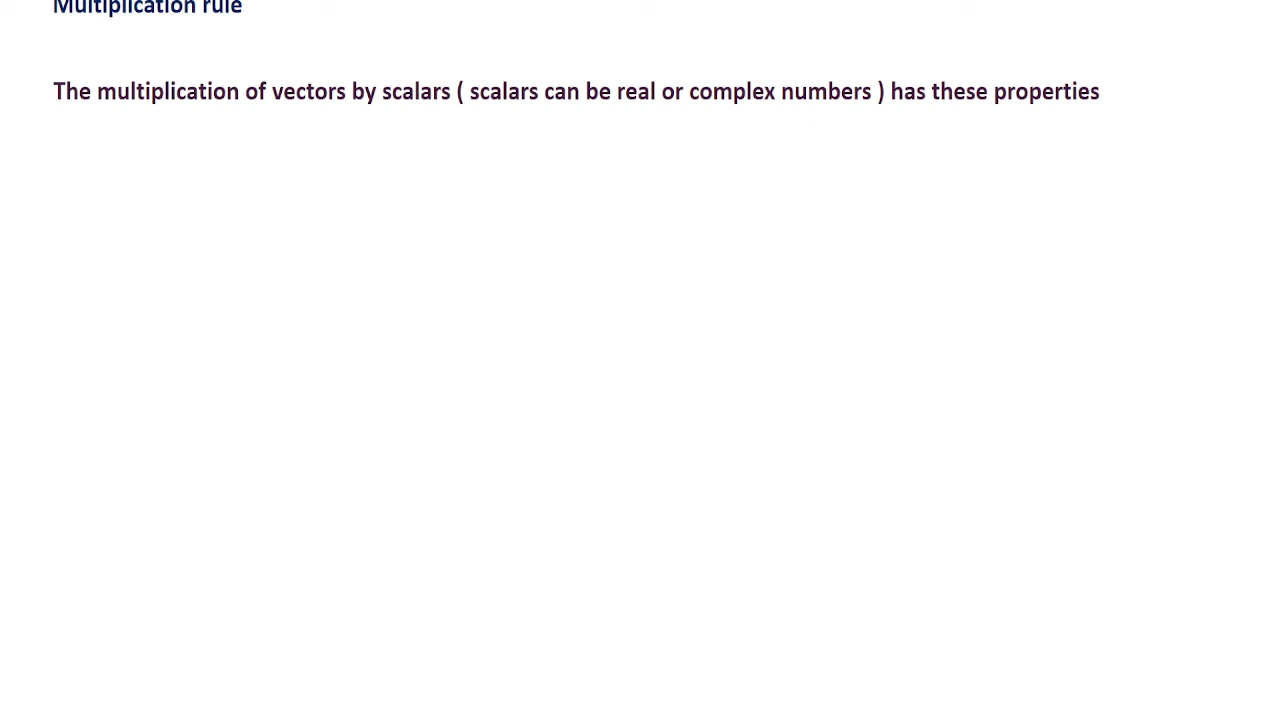 Multiplication rule
The multiplication of vectors by scalars ( scalars can be real or complex numbers ) has these properties